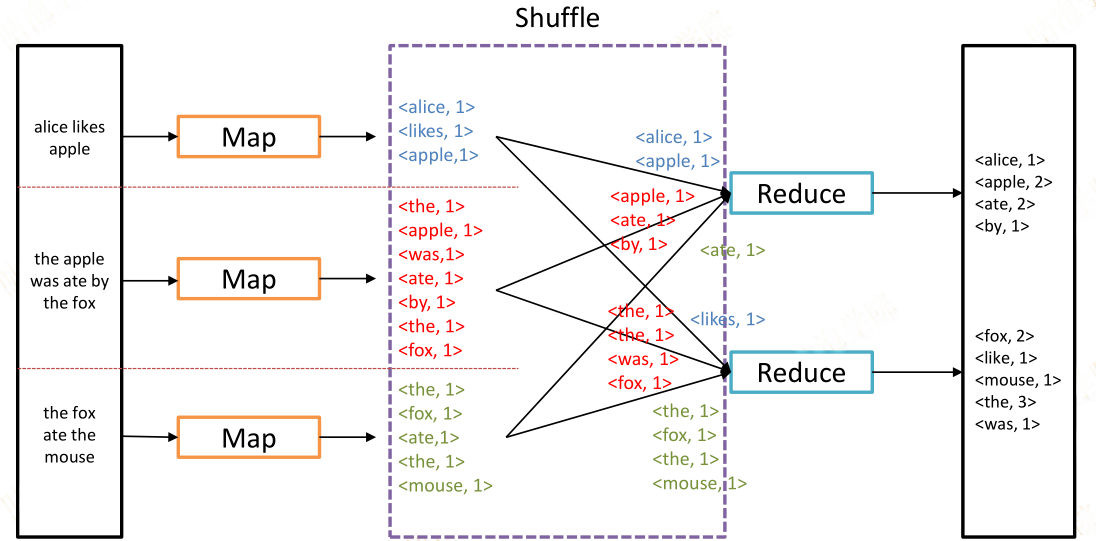 Shuffle
alice likes
apple
the apple
was ate by
the fox
the fox
ate the
mouse
Map
Map
Map
<alice, 1>
<likes, 1>
<apple,1>
<the, 1>
<apple, 1>
<was,1>
<ate, 1>
<by, 1>
<the, 1>
<fox, 1>
<the, 1>
<fox, 1>
<ate,1>
<the, 1>
<mouse, 1>
<alice, 1>
<apple, 1>
<apple, 1>
<ate, 1>
<by, 1>
<ate, 1>
<likes, 1>
<the, 1>
<the, 1>
<was, 1>
<fox, 1>
<the, 1>
<fox, 1>
<the, 1>
<mouse, 1>
Reduce
Reduce
<alice, 1>
<apple, 2>
<ate, 2>
<by, 1>
<fox, 2>
<like, 1>
<mouse, 1>
<the, 3>
<was, 1>